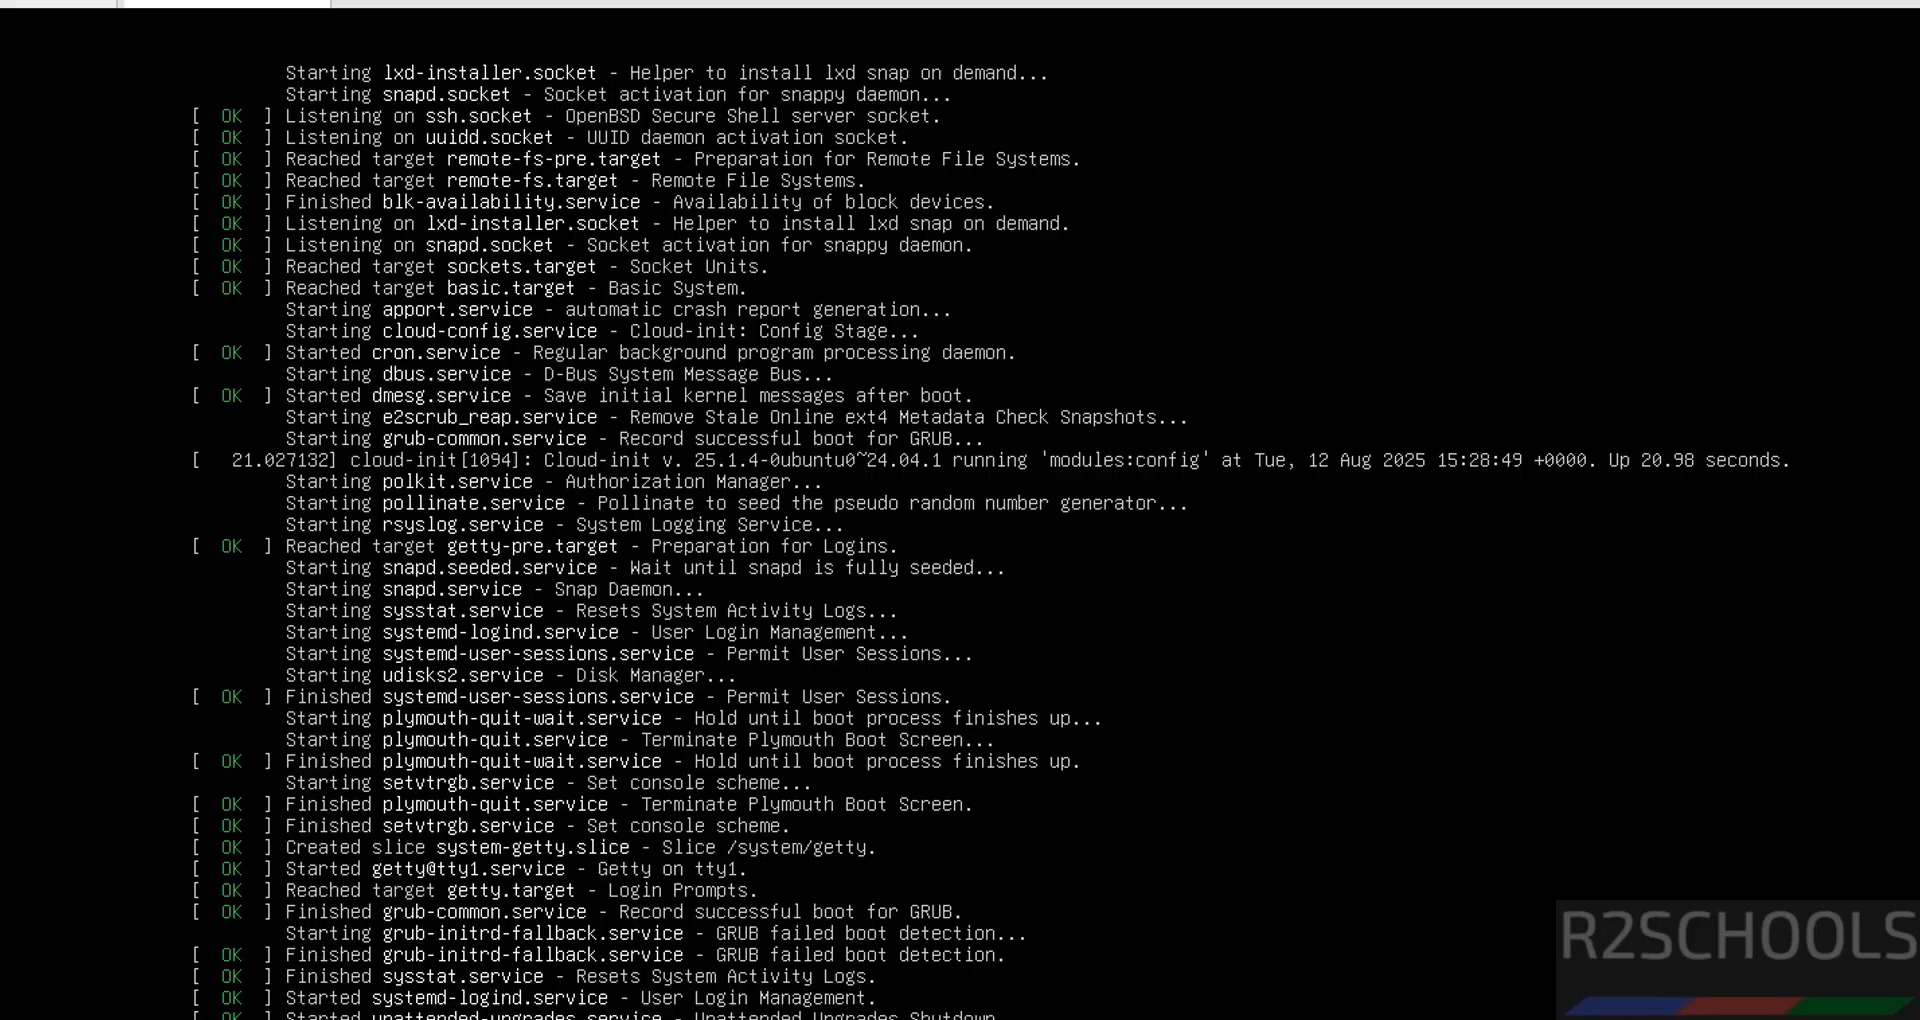 Starting lxd-installer.socket - Helper to install lxd snap on demand...
Starting snapd.socket - Socket activation for snappy daemon...
[  OK  ] Listening on ssh.socket - OpenBSD Secure Shell server socket.
[  OK  ] Listening on uuidd.socket - UUID daemon activation socket.
[  OK  ] Reached target remote-fs-pre.target - Preparation for Remote File Systems.
[  OK  ] Reached target remote-fs.target - Remote File Systems.
[  OK  ] Finished blk-availability.service - Availability of block devices.
[  OK  ] Listening on lxd-installer.socket - Helper to install lxd snap on demand.
[  OK  ] Listening on snapd.socket - Socket activation for snappy daemon.
[  OK  ] Reached target sockets.target - Socket Units.
[  OK  ] Reached target basic.target - Basic System.
Starting apport.service - automatic crash report generation...
Starting cloud-config.service - Cloud-init: Config Stage...
[  OK  ] Started cron.service - Regular background program processing daemon.
Starting dbus.service - D-Bus System Message Bus...
[  OK  ] Started dmesg.service - Save initial kernel messages after boot.
Starting e2scrub_reap.service - Remove Stale Online ext4 Metadata Check Snapshots...
Starting grub-common.service - Record successful boot for GRUB...
[   21.027132] cloud-init[1094]: Cloud-init v. 25.1.4-0ubuntu0~24.04.1 running 'modules:config' at Tue, 12 Aug 2025 15:28:49 +0000. Up 20.98 seconds.
Starting polkit.service - Authorization Manager...
Starting pollinate.service - Pollinate to seed the pseudo random number generator...
Starting rsyslog.service - System Logging Service...
[  OK  ] Reached target getty-pre.target - Preparation for Logins.
Starting snapd.seeded.service - Wait until snapd is fully seeded...
Starting snapd.service - Snap Daemon...
Starting sysstat.service - Resets System Activity Logs...
Starting systemd-logind.service - User Login Management...
Starting systemd-user-sessions.service - Permit User Sessions...
Starting udisks2.service - Disk Manager...
[  OK  ] Finished systemd-user-sessions.service - Permit User Sessions.
Starting plymouth-quit-wait.service - Hold until boot process finishes up...
Starting plymouth-quit.service - Terminate Plymouth Boot Screen...
[  OK  ] Finished plymouth-quit-wait.service - Hold until boot process finishes up.
Starting setvtrgb.service - Set console scheme...
[  OK  ] Finished plymouth-quit.service - Terminate Plymouth Boot Screen.
[  OK  ] Finished setvtrgb.service - Set console scheme.
[  OK  ] Created slice system-getty.slice - Slice /system/getty.
[  OK  ] Started getty@tty1.service - Getty on tty1.
[  OK  ] Reached target getty.target - Login Prompts.
[  OK  ] Finished grub-common.service - Record successful boot for GRUB.
Starting grub-initrd-fallback.service - GRUB failed boot detection...
[  OK  ] Finished grub-initrd-fallback.service - GRUB failed boot detection.
[  OK  ] Finished sysstat.service - Resets System Activity Logs.
[  OK  ] Started systemd-logind.service - User Login Management.
[  OK  ] Started unattended-upgrades.service - Unattended Upgrades Shutdown.
R2SCHOOLS